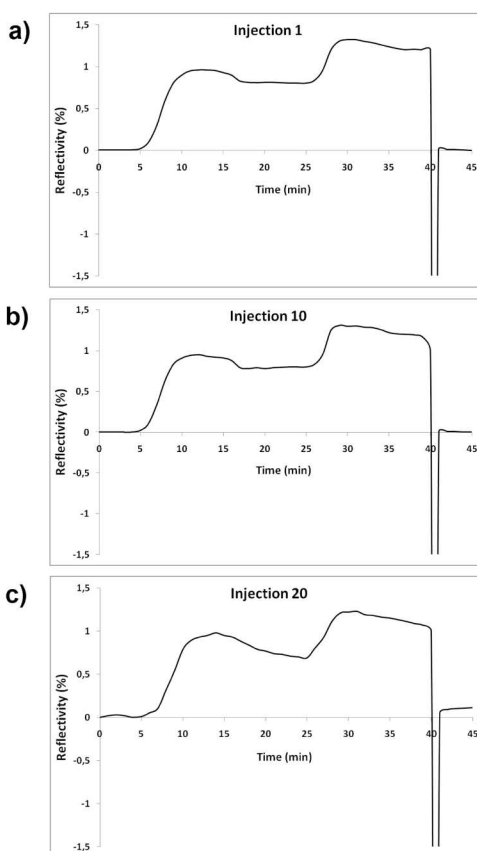 a)
Injection 1
Reflectivity (%)
1,5
1
0,5
0
-0,5
-1
-1,5
0 5 10 15 20 25 30 35 40 45
Time (min)
b)
Injection 10
Reflectivity (%)
1,5
1
0,5
0
-0,5
-1
-1,5
0 5 10 15 20 25 30 35 40 45
Time (min)
c)
Injection 20
Reflectivity (%)
1,5
1
0,5
0
-0,5
-1
-1,5
0 5 10 15 20 25 30 35 40 45
Time (min)